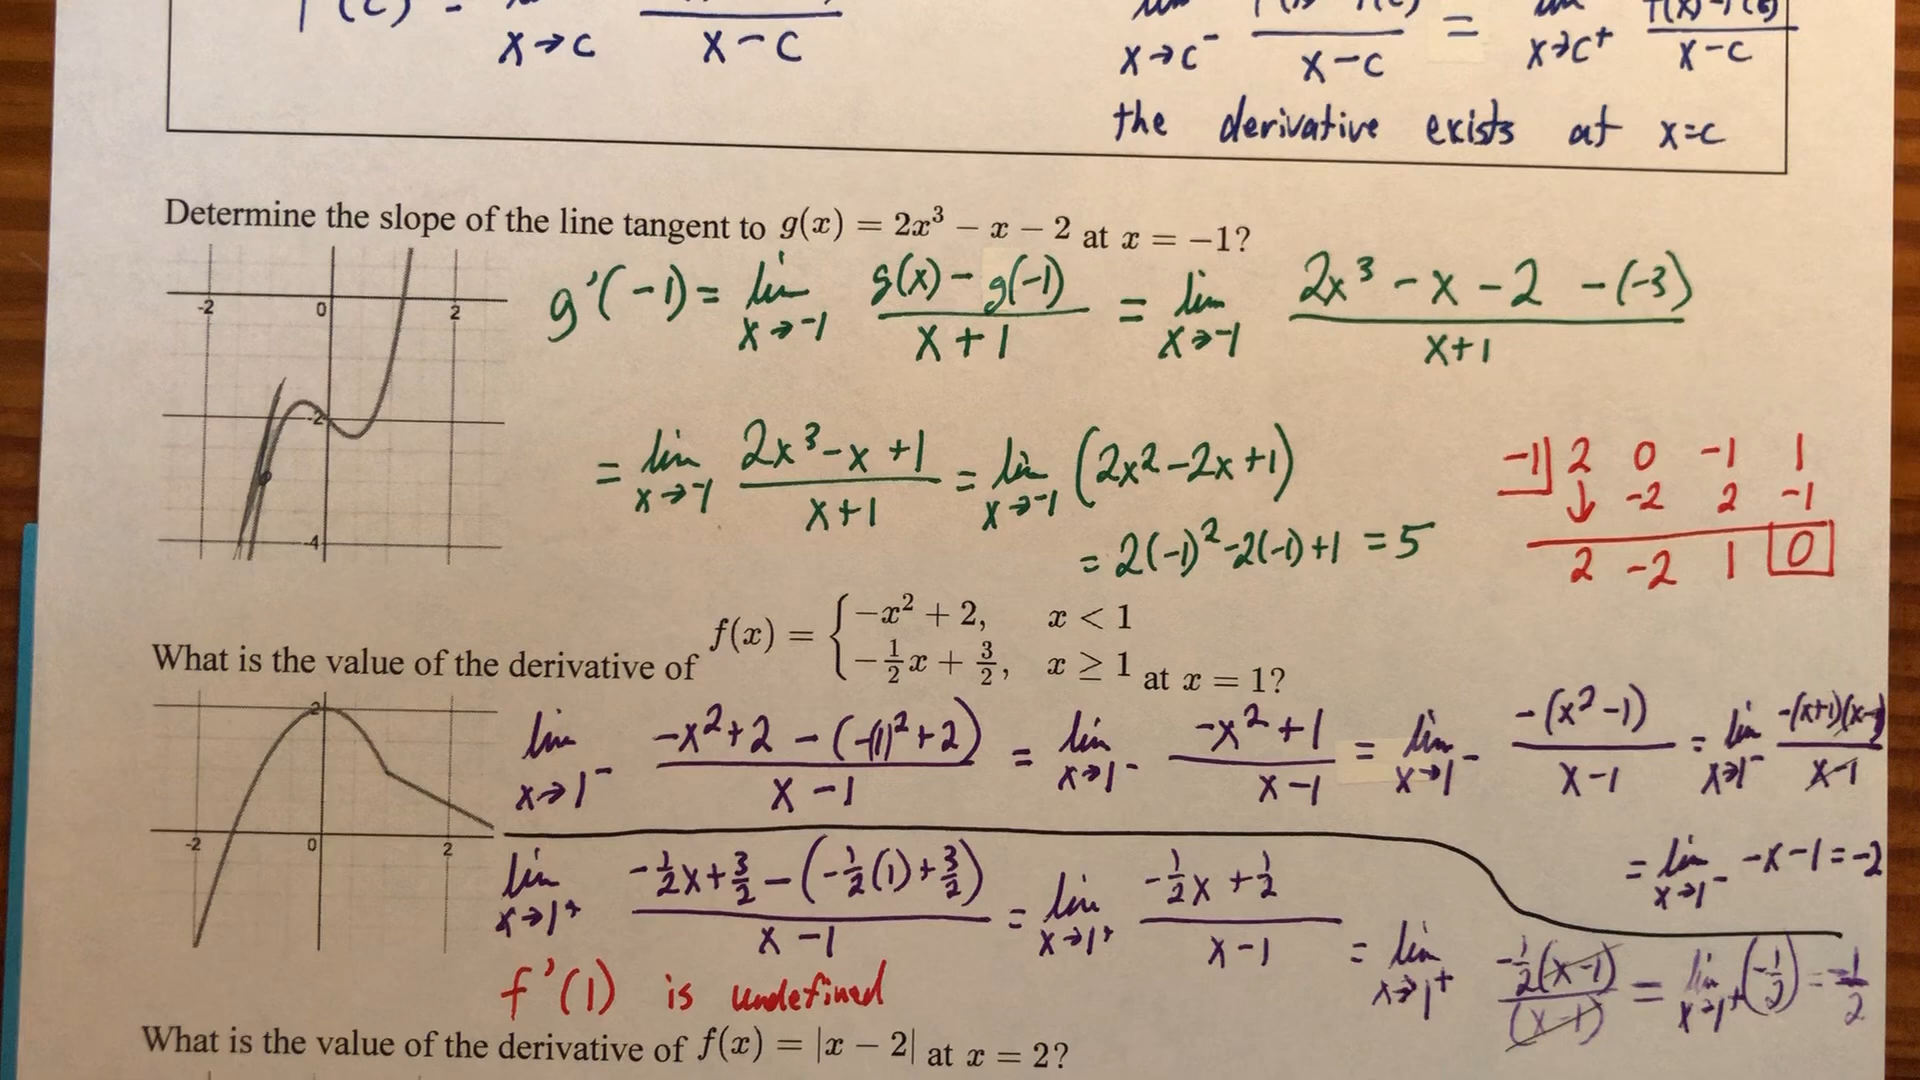 x→c x-c x→c⁻ x-c = x→c⁺ x-c
the derivative exists at x=c
Determine the slope of the line tangent to g(x) = 2x³ − x − 2 at x = −1?
-2 0 2
-2
-4
g'(-1) = lim x→-1 (g(x) - g(-1))/(x+1) = lim x→-1 (2x³ - x - 2 - (-3))/(x+1)
= lim x→-1 (2x³-x+1)/(x+1) = lim x→-1 (2x²-2x+1)
= 2(-1)²-2(-1)+1 = 5
-1 2 0 -1 1
↓ -2 2 -1
2 -2 1 0
What is the value of the derivative of f(x) = { −x² + 2, x < 1
−½x + 3/2, x ≥ 1 at x = 1?
2
-2 0 2
lim x→1⁻ (-x²+2 - (-(1)²+2))/(x-1) = lim x→1⁻ (-x²+1)/(x-1) = lim x→1⁻ (-(x²-1))/(x-1) = lim x→1⁻ (-(x+1)(x-1))/(x-1)
= lim x→1⁻ -x-1 = -2
lim x→1⁺ (-½x+3/2 - (-½(1)+3/2))/(x-1) = lim x→1⁺ (-½x+½)/(x-1)
= lim x→1⁺ (-½(x-1))/(x-1) = lim x→1⁺ (-½) = -½
f'(1) is undefined
What is the value of the derivative of f(x) = |x − 2| at x = 2?